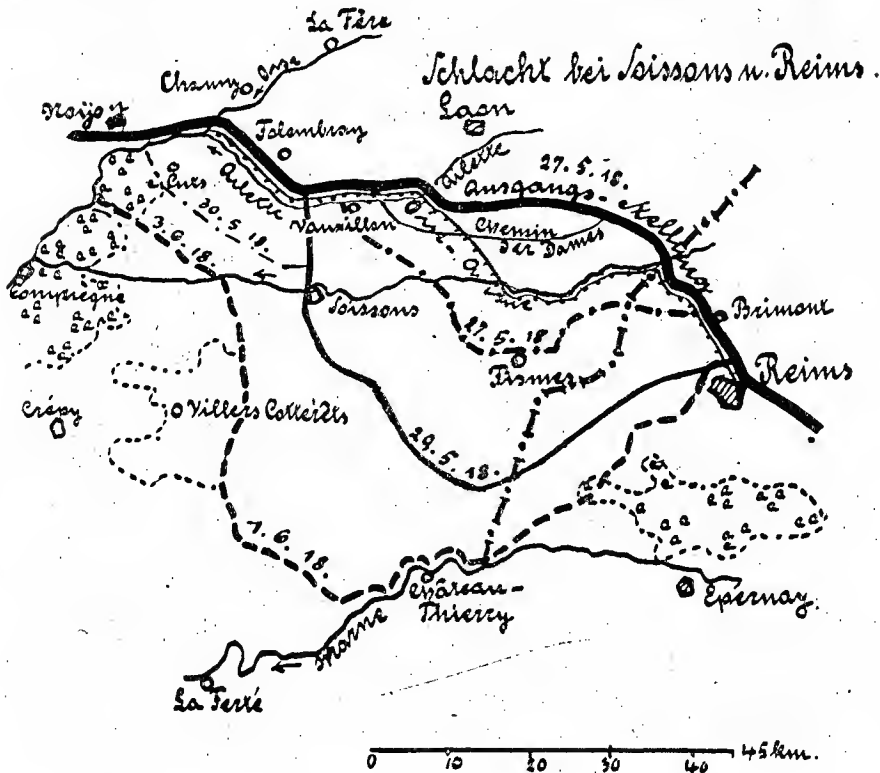 La Fère
Oise
Chauny
Schlacht bei Soissons u. Reims.
Laon
Noyon
Folembray
Ailette
27. 5. 18.
Ausgangs-stellung
Cuts
Ailette
30. 5. 18.
3. 6. 18.
Vauxillon
Chemin
der Dames
Compiègne
Soissons
Aisne
27. 5. 18
Brimont
Fismes
Reims
Crépy
Villers Cotterêts
29. 5. 18.
1. 6. 18.
Château-
Thierry
Epernay.
Marne
La Ferté
0 10 20 30 40 45 km.